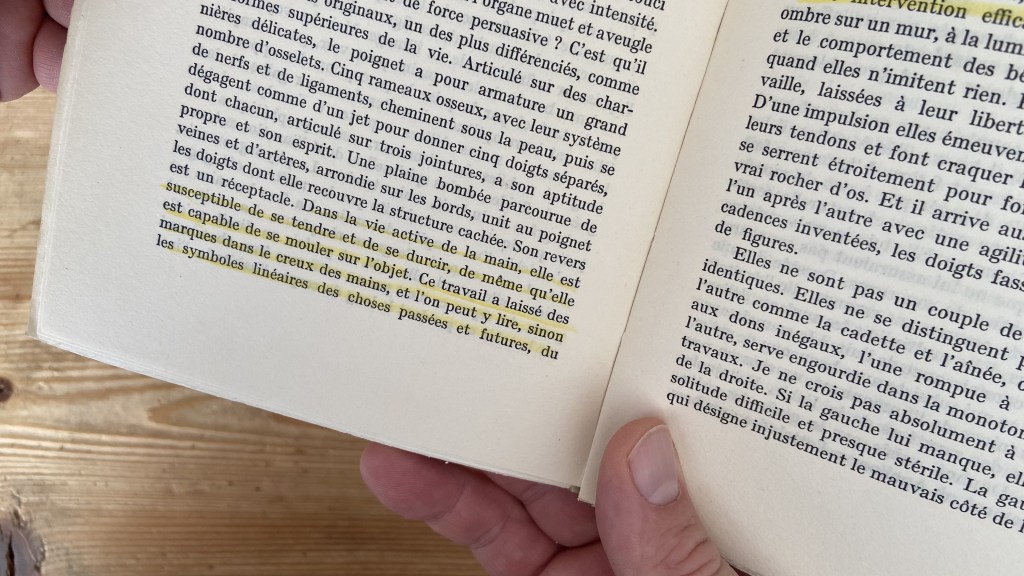 avec intensité.
organe muet et aveugle
de force persuasive ? C'est qu'il
originaux, un des plus différenciés, comme
formes supérieures de la vie. Articulé sur des char-
nières délicates, le poignet a pour armature un grand
nombre d'osselets. Cinq rameaux osseux, avec leur système
de nerfs et de ligaments, cheminent sous la peau, puis se
dégagent comme d'un jet pour donner cinq doigts séparés,
dont chacun, articulé sur trois jointures, a son aptitude
propre et son esprit. Une plaine bombée parcourue de
veines et d'artères, arrondie sur les bords, unit au poignet
les doigts dont elle recouvre la structure cachée. Son revers
est un réceptacle. Dans la vie active de la main, elle est
susceptible de se tendre et de se durcir, de même qu'elle
est capable de se mouler sur l'objet. Ce travail a laissé des
marques dans le creux des mains, et l'on peut y lire, sinon
les symboles linéaires des choses passées et futures, du
intervention effic
ombre sur un mur, à la lum
et le comportement des
quand elles n'imitent rien.
vaille, laissées à leur libert
D'une impulsion elles émeuven
leurs tendons et font craquer
se serrent étroitement pour fo
vrai rocher d'os. Et il arrive au
l'un après l'autre avec une agili
cadences inventées, les doigts fass
de figures.
Elles ne sont pas un couple de
identiques. Elles ne se distinguent
l'autre comme la cadette et l'aînée,
aux dons inégaux, l'une rompue à
l'autre, serve engourdie dans la monoton
travaux. Je ne crois pas absolument à
de la droite. Si la gauche lui manque, ell
solitude difficile et presque stérile. La gau
qui désigne injustement le mauvais côté de l